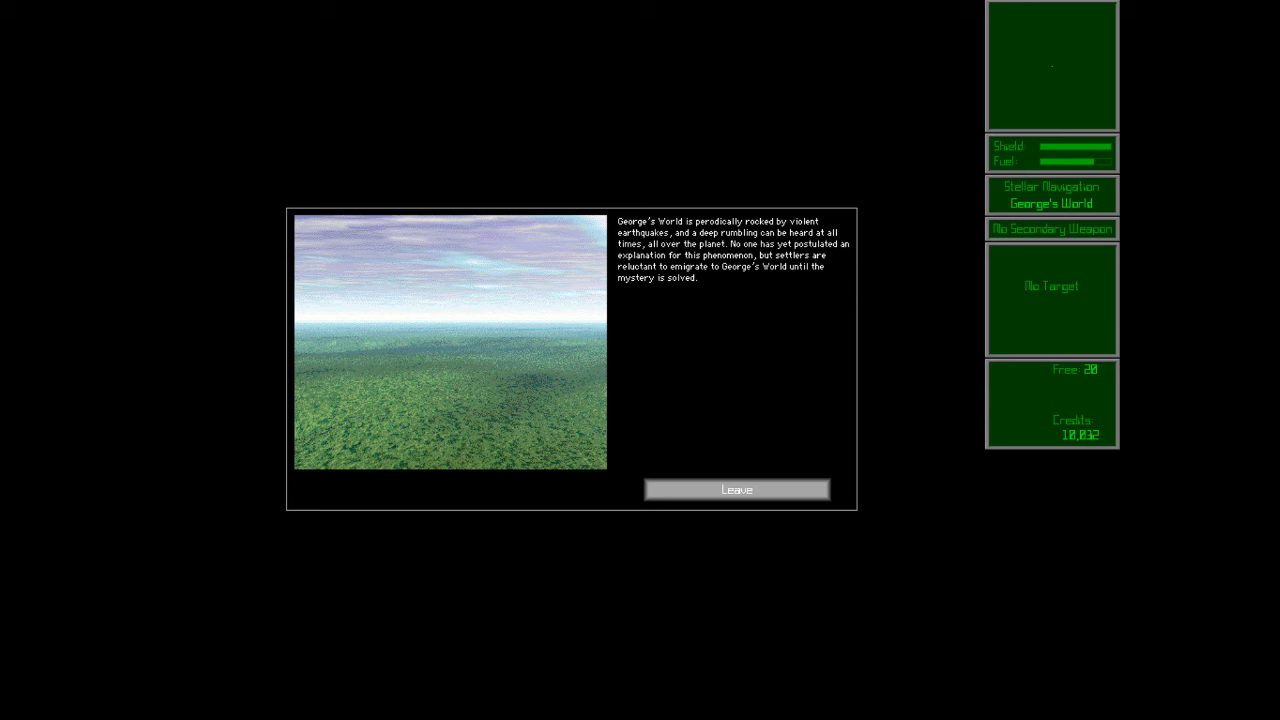 George's World is perodically rocked by violent
earthquakes, and a deep rumbling can be heard at all
times, all over the planet. No one has yet postulated an
explanation for this phenomenon, but settlers are
reluctant to emigrate to George's World until the
mystery is solved.
Leave
Shield:
Fuel:
Stellar Navigation
George's World
No Secondary Weapon
No Target
Free: 20
Credits:
10,032